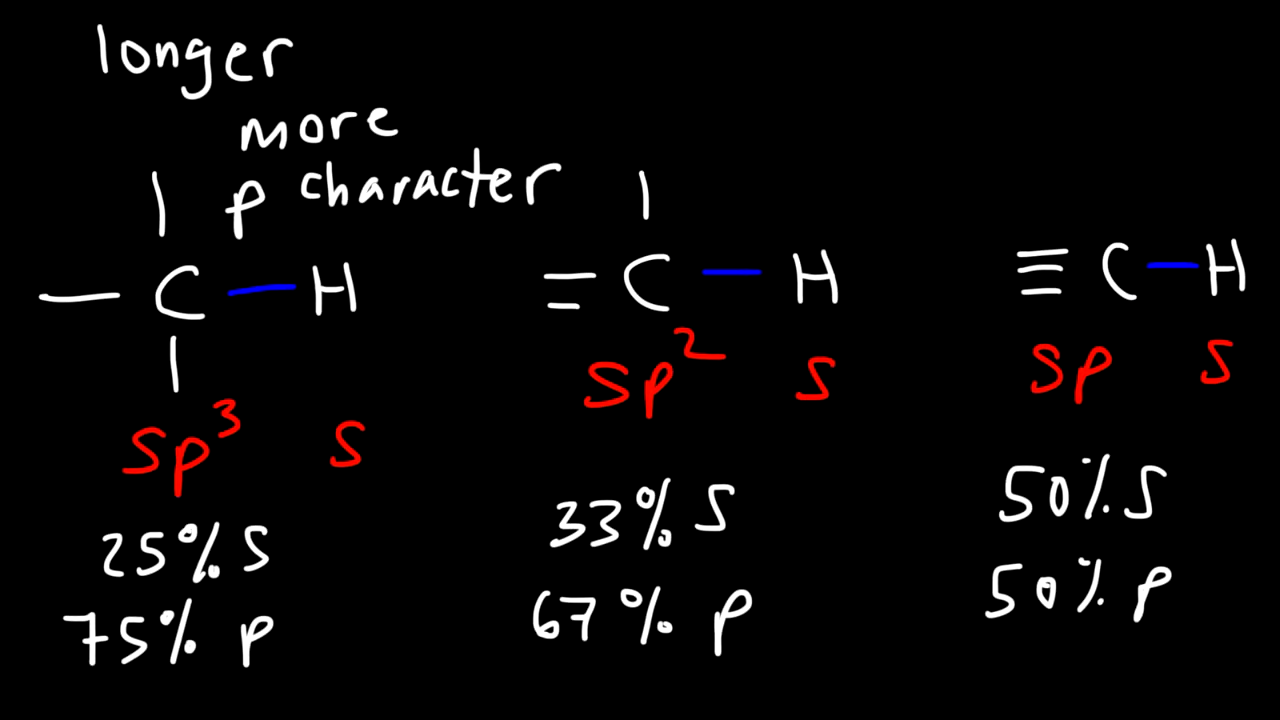 longer
more
p character
— C — H
= C — H
≡ C — H
sp³ s
sp² s
sp s
25% s
75% p
33% s
67% p
50% s
50% p